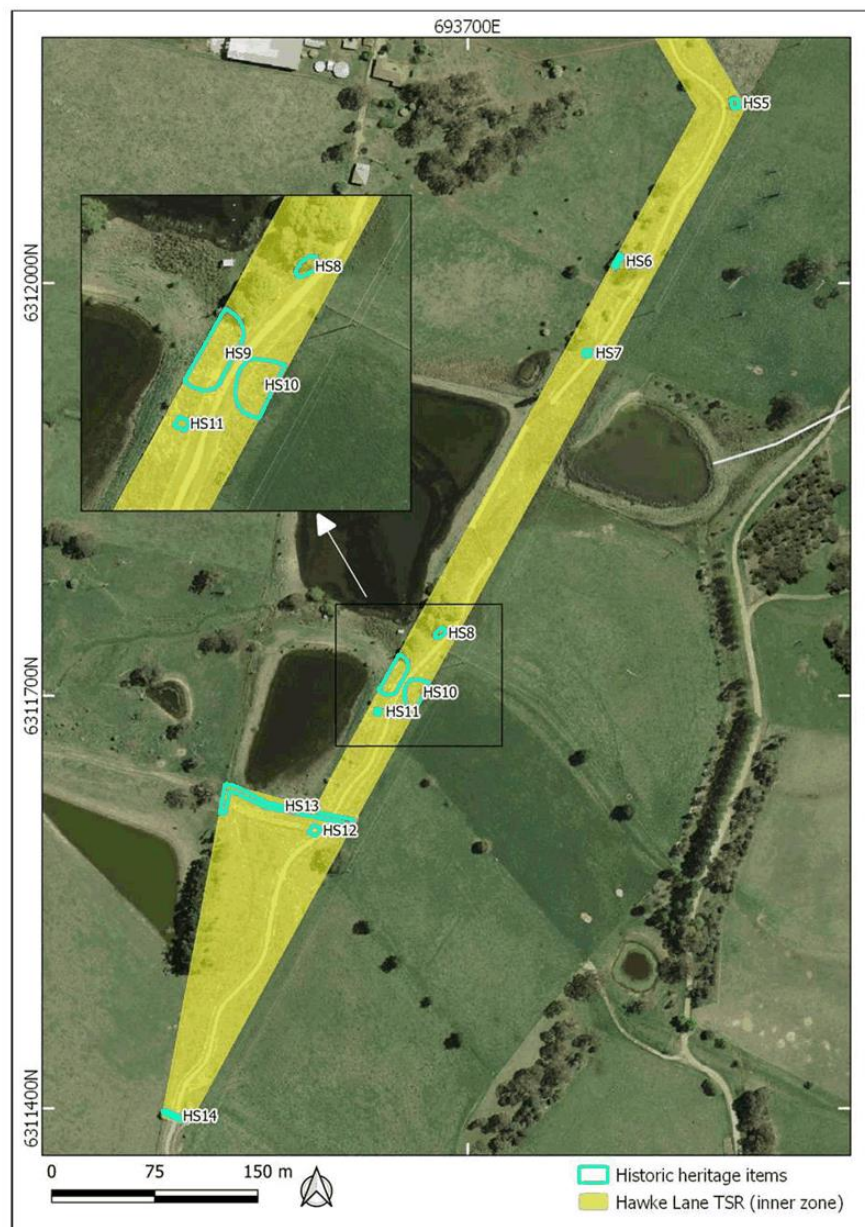 693700E
HS5
HS8
6312000N
HS6
HS9
HS7
HS10
HS11
HS8
6311700N
HS10
HS11
HS13
HS12
6311400N
HS14
0 75 150 m
Historic heritage items
Hawke Lane TSR (inner zone)